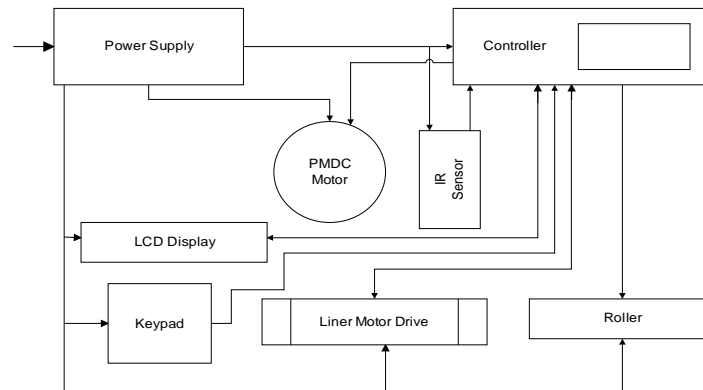 Power Supply
Controller
PMDC
Motor
IR
Sensor
LCD Display
Keypad
Liner Motor Drive
Roller